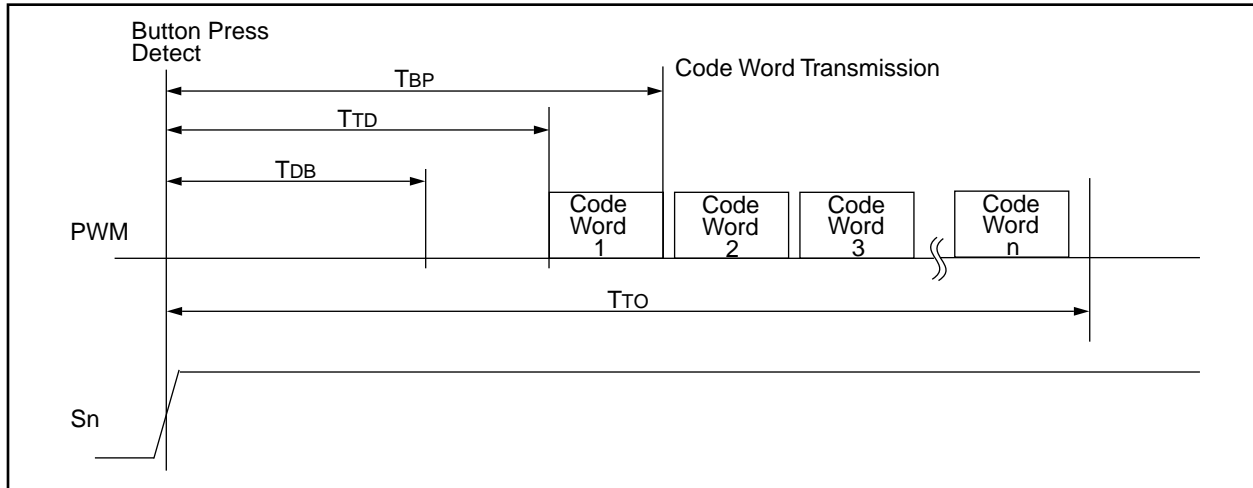 Button Press
Detect
TBP
Code Word Transmission
TTD
TDB
PWM
Code
Word
1
Code
Word
2
Code
Word
3
Code
Word
n
TTO
Sn